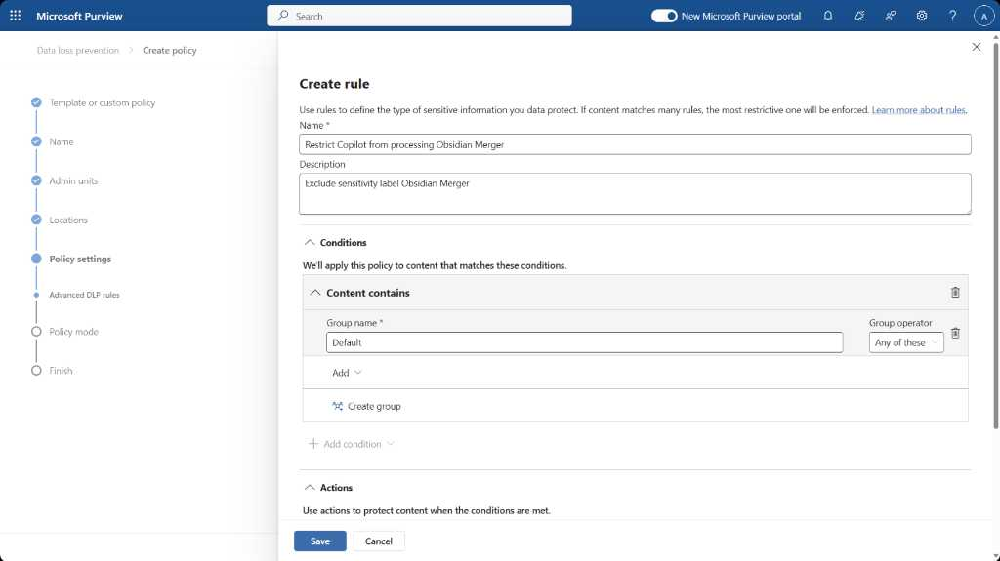 Microsoft Purview
Search
New Microsoft Purview portal
A
Data loss prevention > Create policy
Template or custom policy
Name
Admin units
Locations
Policy settings
Advanced DLP rules
Policy mode
Finish
Create rule
Use rules to define the type of sensitive information you data protect. If content matches many rules, the most restrictive one will be enforced. Learn more about rules.
Name *
Restrict Copilot from processing Obsidian Merger
Description
Exclude sensitivity label Obsidian Merger
Conditions
We'll apply this policy to content that matches these conditions.
Content contains
Group name * Group operator
Default Any of these
Add
Create group
Add condition
Actions
Use actions to protect content when the conditions are met.
Save Cancel